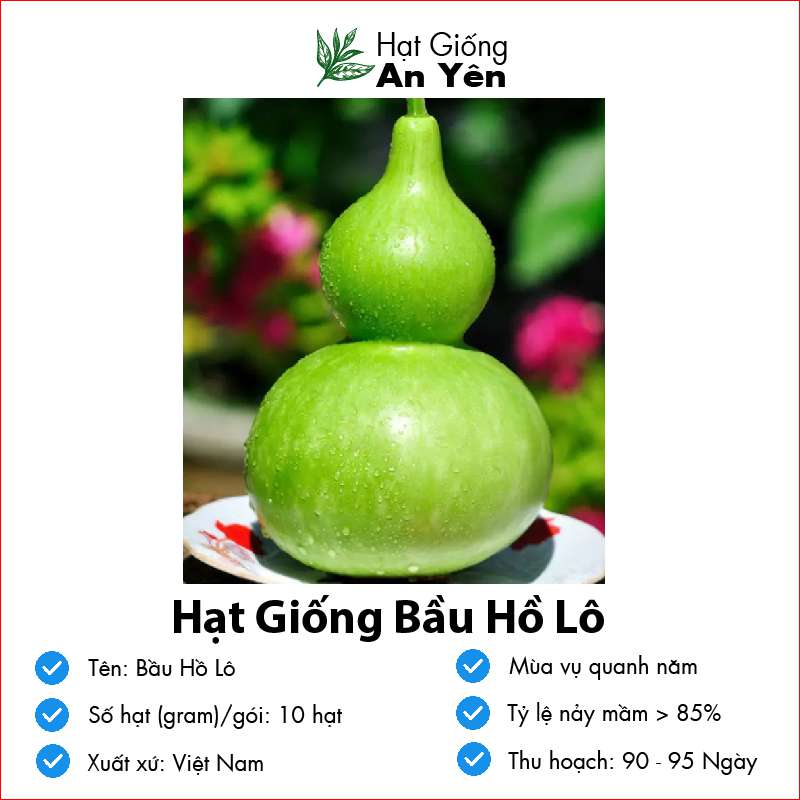 Hạt Giống
An Yên
Hạt Giống Bầu Hồ Lô
Tên: Bầu Hồ Lô
Số hạt (gram)/gói: 10 hạt
Xuất xứ: Việt Nam
Mùa vụ quanh năm
Tỷ lệ nảy mầm > 85%
Thu hoạch: 90 - 95 Ngày